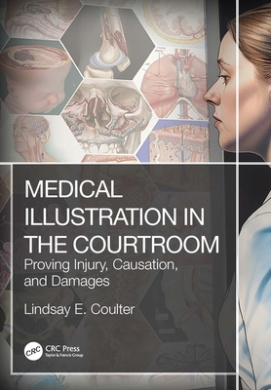 MEDICAL
ILLUSTRATION IN
THE COURTROOM
Proving Injury, Causation,
and Damages
Lindsay E. Coulter
CRC
CRC Press
Taylor & Francis Group